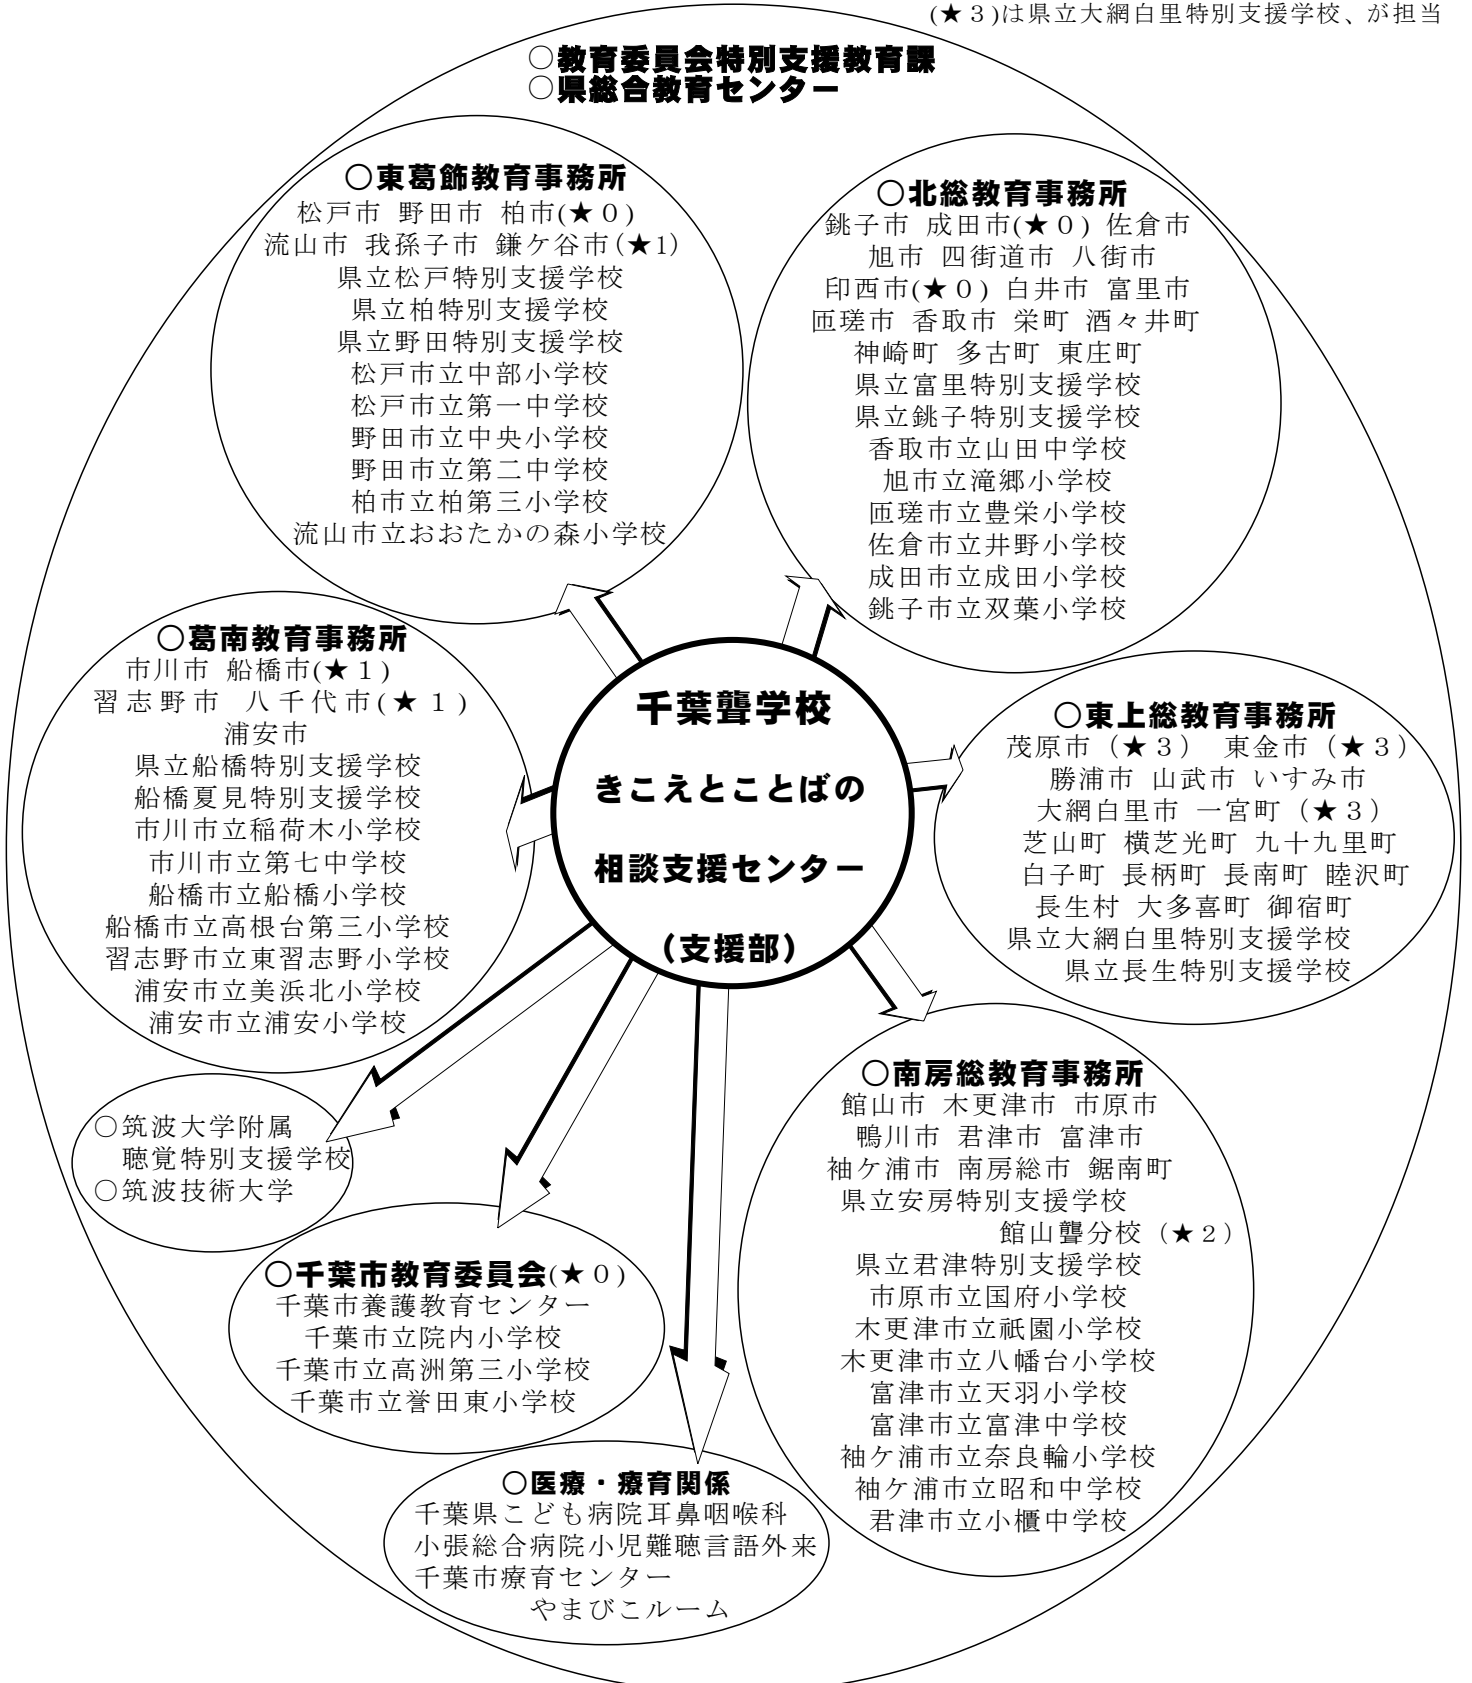 (★３)は県立大網白里特別支援学校、が担当
○教育委員会特別支援教育課
○県総合教育センター
○東葛飾教育事務所
松戸市 野田市 柏市(★０)
流山市 我孫子市 鎌ケ谷市(★1)
県立松戸特別支援学校
県立柏特別支援学校
県立野田特別支援学校
松戸市立中部小学校
松戸市立第一中学校
野田市立中央小学校
野田市立第二中学校
柏市立柏第三小学校
流山市立おおたかの森小学校
○北総教育事務所
銚子市 成田市(★０) 佐倉市
旭市 四街道市 八街市
印西市(★０) 白井市 富里市
匝瑳市 香取市 栄町 酒々井町
神崎町 多古町 東庄町
県立富里特別支援学校
県立銚子特別支援学校
香取市立山田中学校
旭市立滝郷小学校
匝瑳市立豊栄小学校
佐倉市立井野小学校
成田市立成田小学校
銚子市立双葉小学校
○葛南教育事務所
市川市 船橋市(★１)
習志野市 八千代市(★１)
浦安市
県立船橋特別支援学校
船橋夏見特別支援学校
市川市立稲荷木小学校
市川市立第七中学校
船橋市立船橋小学校
船橋市立高根台第三小学校
習志野市立東習志野小学校
浦安市立美浜北小学校
浦安市立浦安小学校
千葉聾学校
きこえとことばの
相談支援センター
（支援部）
○東上総教育事務所
茂原市（★３） 東金市（★３）
勝浦市 山武市 いすみ市
大網白里市 一宮町（★３）
芝山町 横芝光町 九十九里町
白子町 長柄町 長南町 睦沢町
長生村 大多喜町 御宿町
県立大網白里特別支援学校
県立長生特別支援学校
○南房総教育事務所
館山市 木更津市 市原市
鴨川市 君津市 富津市
袖ケ浦市 南房総市 鋸南町
県立安房特別支援学校
館山聾分校（★２）
県立君津特別支援学校
市原市立国府小学校
木更津市立祇園小学校
木更津市立八幡台小学校
富津市立天羽小学校
富津市立富津中学校
袖ケ浦市立奈良輪小学校
袖ケ浦市立昭和中学校
君津市立小櫃中学校
○筑波大学附属
聴覚特別支援学校
○筑波技術大学
○千葉市教育委員会(★０)
千葉市養護教育センター
千葉市立院内小学校
千葉市立高洲第三小学校
千葉市立誉田東小学校
○医療・療育関係
千葉県こども病院耳鼻咽喉科
小張総合病院小児難聴言語外来
千葉市療育センター
やまびこルーム